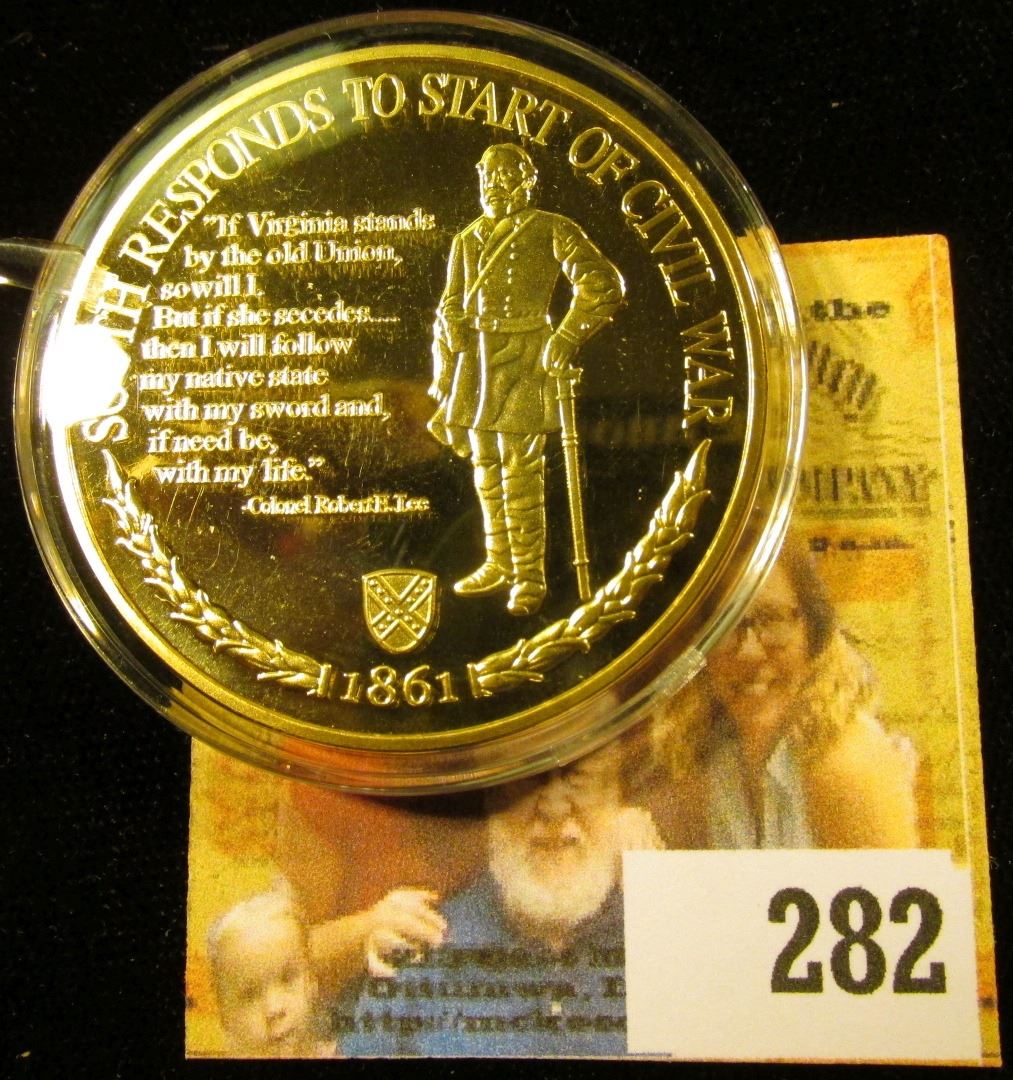 SOUTH RESPONDS TO START OF CIVIL WAR
"If Virginia stands
by the old Union,
so will I.
But if she secedes....
then I will follow
my native state
with my sword and,
if need be,
with my life."
-Colonel Robert E. Lee
1861
the
282